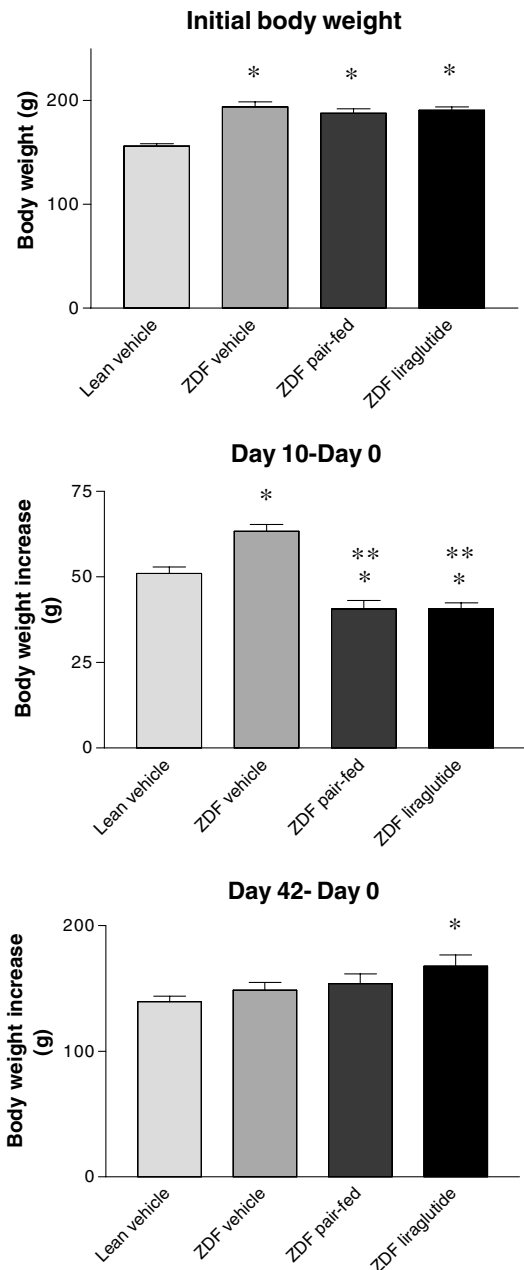 Initial body weight
Body weight (g)
200
100
0
*
*
*
Lean vehicle
ZDF vehicle
ZDF pair-fed
ZDF liraglutide
Day 10-Day 0
Body weight increase
(g)
75
50
25
0
*
**
*
**
*
Lean vehicle
ZDF vehicle
ZDF pair-fed
ZDF liraglutide
Day 42- Day 0
Body weight increase
(g)
200
100
0
*
Lean vehicle
ZDF vehicle
ZDF pair-fed
ZDF liraglutide